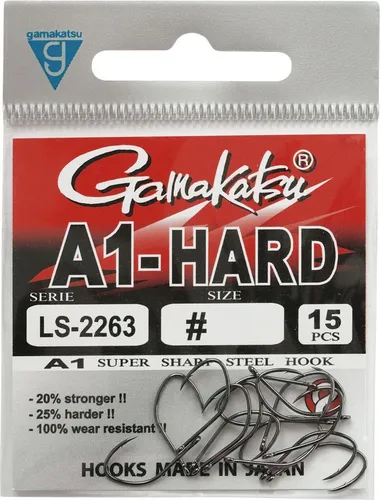 gamakatsu
g
Gamakatsu®
A1-HARD
SERIE SIZE
LS-2263 # 15 PCS
A1 SUPER SHARP STEEL HOOK
- 20% stronger !!
- 25% harder !!
- 100% wear resistant !!
HOOKS MADE IN JAPAN